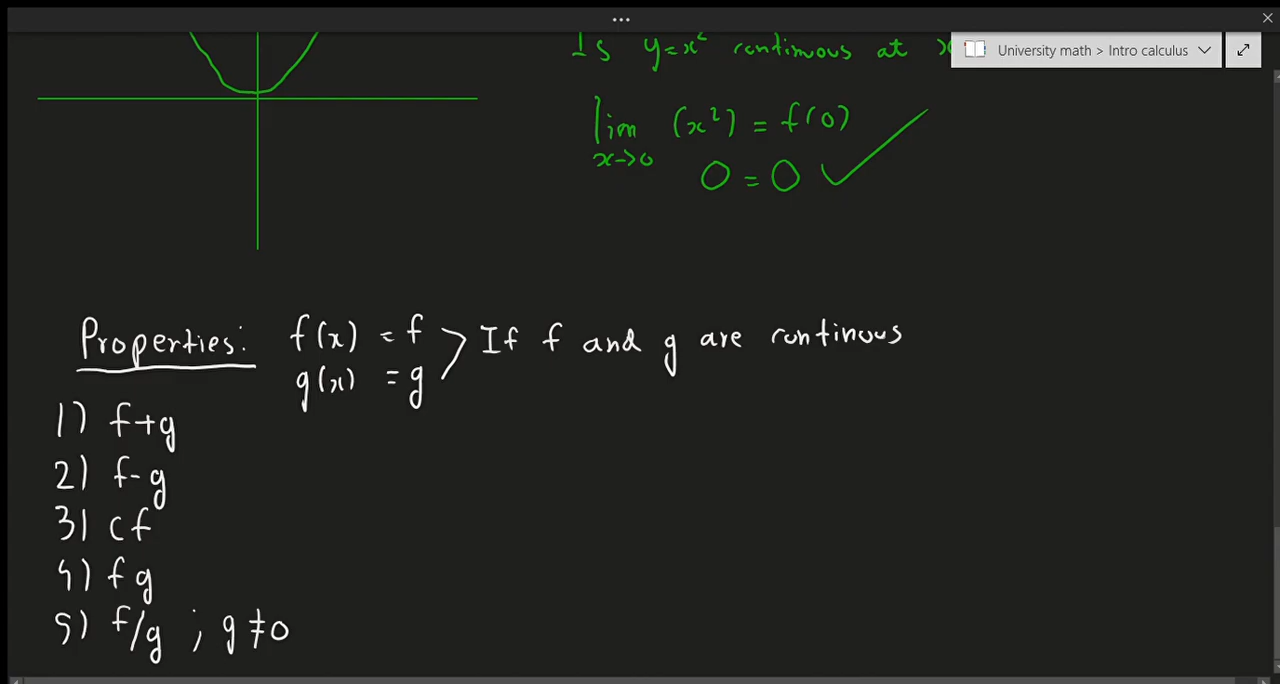 ...
University math > Intro calculus
Is y=x² continuous at x
lim (x²) = f(0)
x→0
0 = 0 ✓
Properties: f(x) = f > If f and g are continous
g(x) = g
1) f+g
2) f-g
3) cf
4) fg
5) f/g ; g≠0